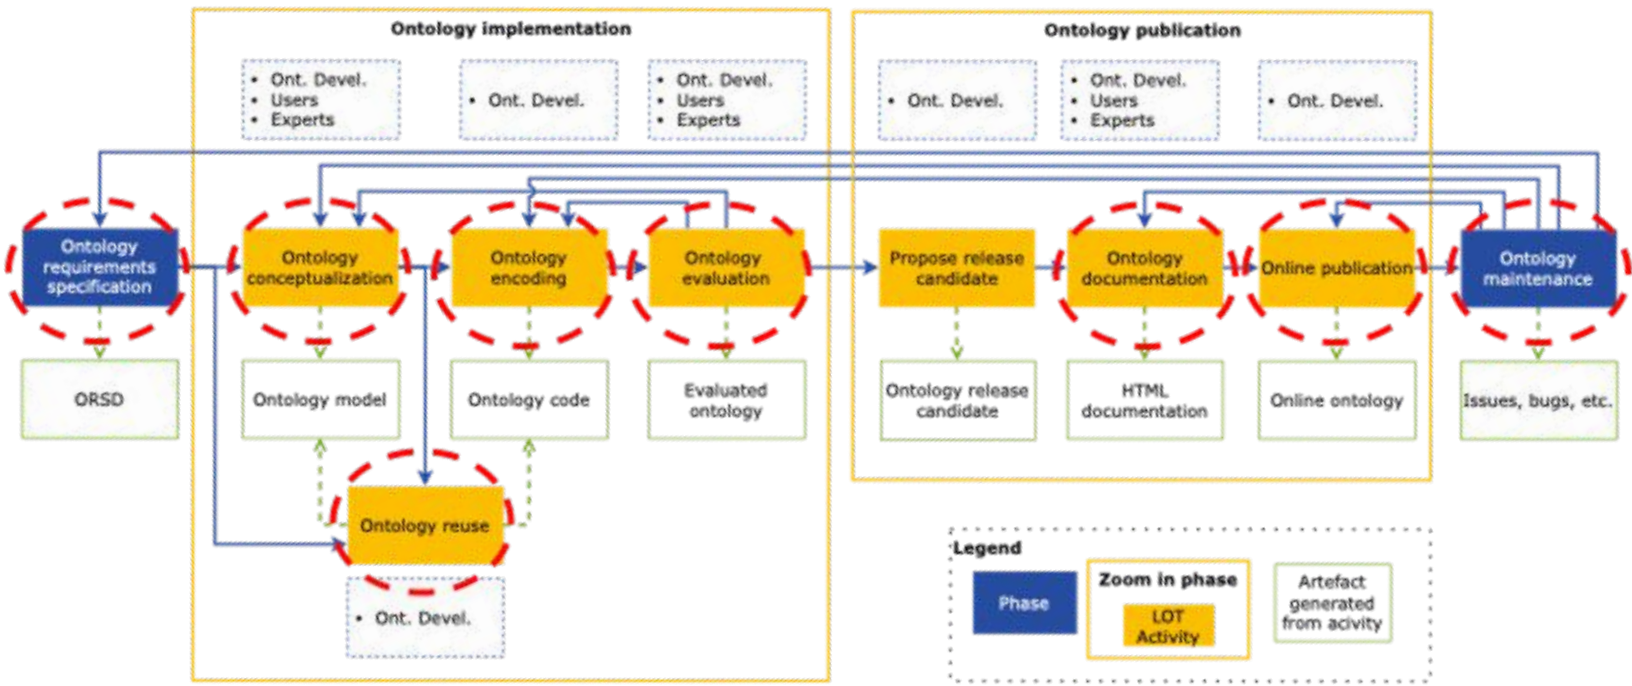 Ontology implementation
Ontology publication
• Ont. Devel.
• Users
• Experts
• Ont. Devel.
• Ont. Devel.
• Users
• Experts
• Ont. Devel.
• Ont. Devel.
• Users
• Experts
• Ont. Devel.
Ontology
requirements
specification
Ontology
conceptualization
Ontology
encoding
Ontology
evaluation
Propose release
candidate
Ontology
documentation
Online publication
Ontology
maintenance
ORSD
Ontology model
Ontology code
Evaluated
ontology
Ontology release
candidate
HTML
documentation
Online ontology
Issues, bugs, etc.
Ontology reuse
• Ont. Devel.
Legend
Phase
Zoom in phase
LOT
Activity
Artefact
generated
from acivity